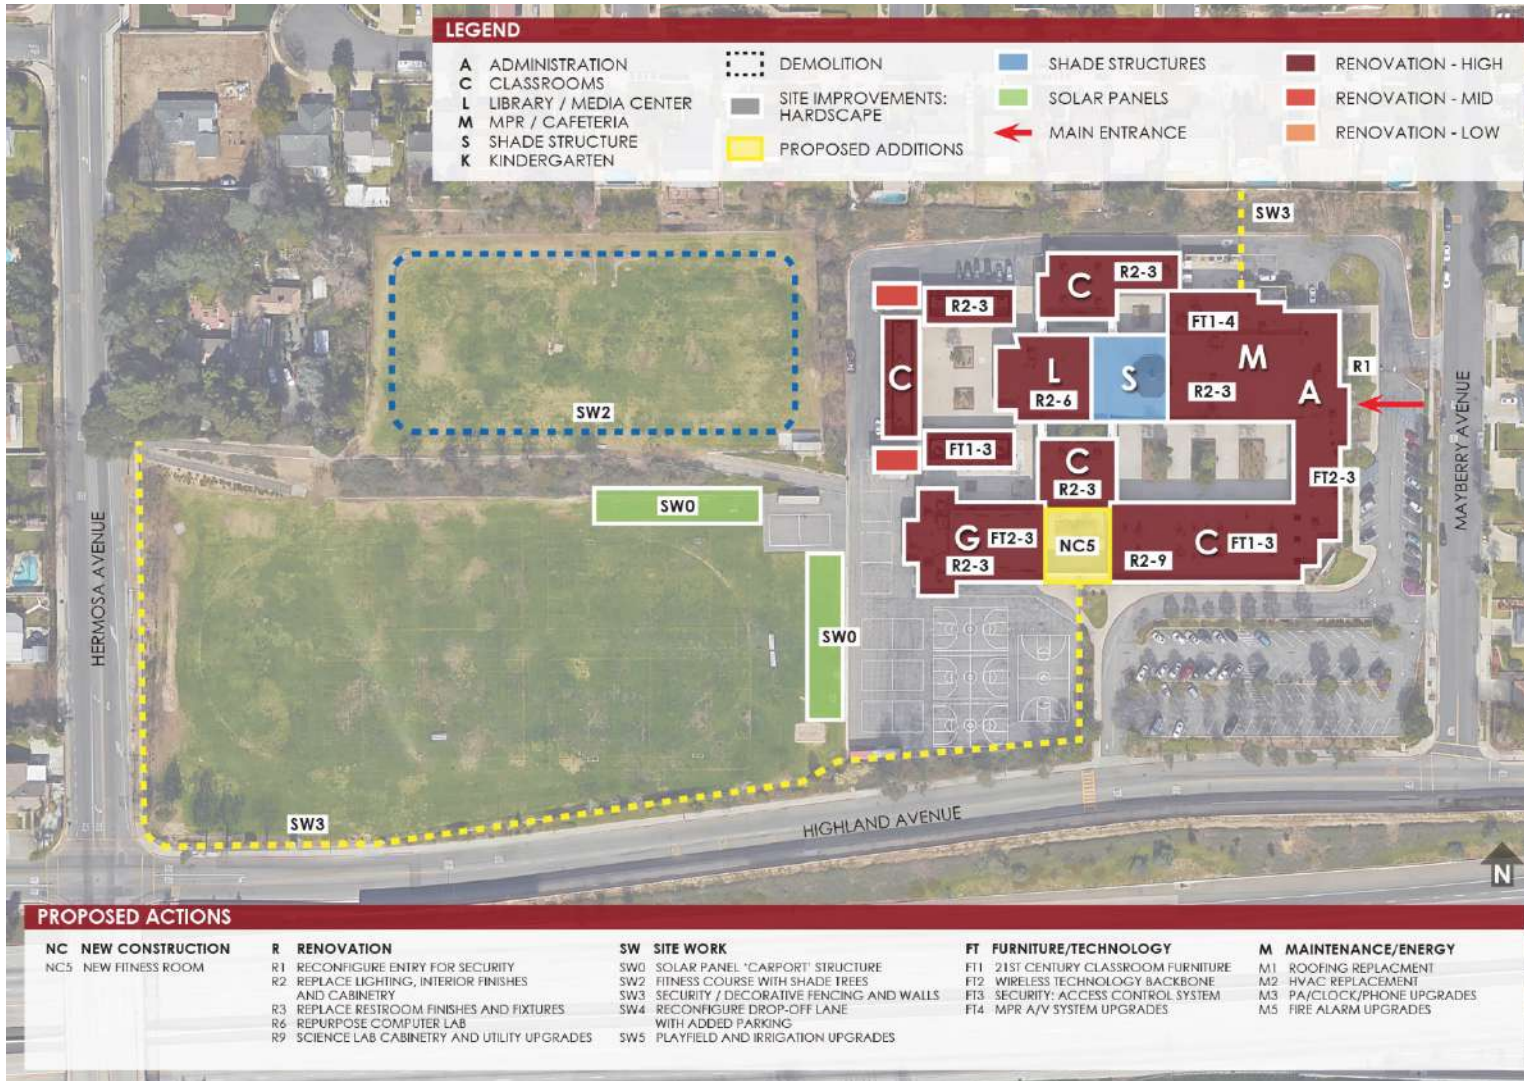 LEGEND
A ADMINISTRATION
C CLASSROOMS
L LIBRARY / MEDIA CENTER
M MPR / CAFETERIA
S SHADE STRUCTURE
K KINDERGARTEN
DEMOLITION
SITE IMPROVEMENTS:
HARDSCAPE
PROPOSED ADDITIONS
SHADE STRUCTURES
SOLAR PANELS
MAIN ENTRANCE
RENOVATION - HIGH
RENOVATION - MID
RENOVATION - LOW
SW3
C
R2-3
R2-3
FT1-4
M
R1
C
L
S
R2-3
A
R2-6
SW2
FT1-3
C
R2-3
FT2-3
SW0
G
FT2-3
NC5
C
FT1-3
R2-3
R2-9
SW0
SW3
HERMOSA AVENUE
MAYBERRY AVENUE
HIGHLAND AVENUE
N
PROPOSED ACTIONS
NC NEW CONSTRUCTION
NC5 NEW FITNESS ROOM
R RENOVATION
R1 RECONFIGURE ENTRY FOR SECURITY
R2 REPLACE LIGHTING, INTERIOR FINISHES
AND CABINETRY
R3 REPLACE RESTROOM FINISHES AND FIXTURES
R6 REPURPOSE COMPUTER LAB
R9 SCIENCE LAB CABINETRY AND UTILITY UPGRADES
SW SITE WORK
SW0 SOLAR PANEL 'CARPORT' STRUCTURE
SW2 FITNESS COURSE WITH SHADE TREES
SW3 SECURITY / DECORATIVE FENCING AND WALLS
SW4 RECONFIGURE DROP-OFF LANE
WITH ADDED PARKING
SW5 PLAYFIELD AND IRRIGATION UPGRADES
FT FURNITURE/TECHNOLOGY
FT1 21ST CENTURY CLASSROOM FURNITURE
FT2 WIRELESS TECHNOLOGY BACKBONE
FT3 SECURITY: ACCESS CONTROL SYSTEM
FT4 MPR A/V SYSTEM UPGRADES
M MAINTENANCE/ENERGY
M1 ROOFING REPLACMENT
M2 HVAC REPLACEMENT
M3 PA/CLOCK/PHONE UPGRADES
M5 FIRE ALARM UPGRADES